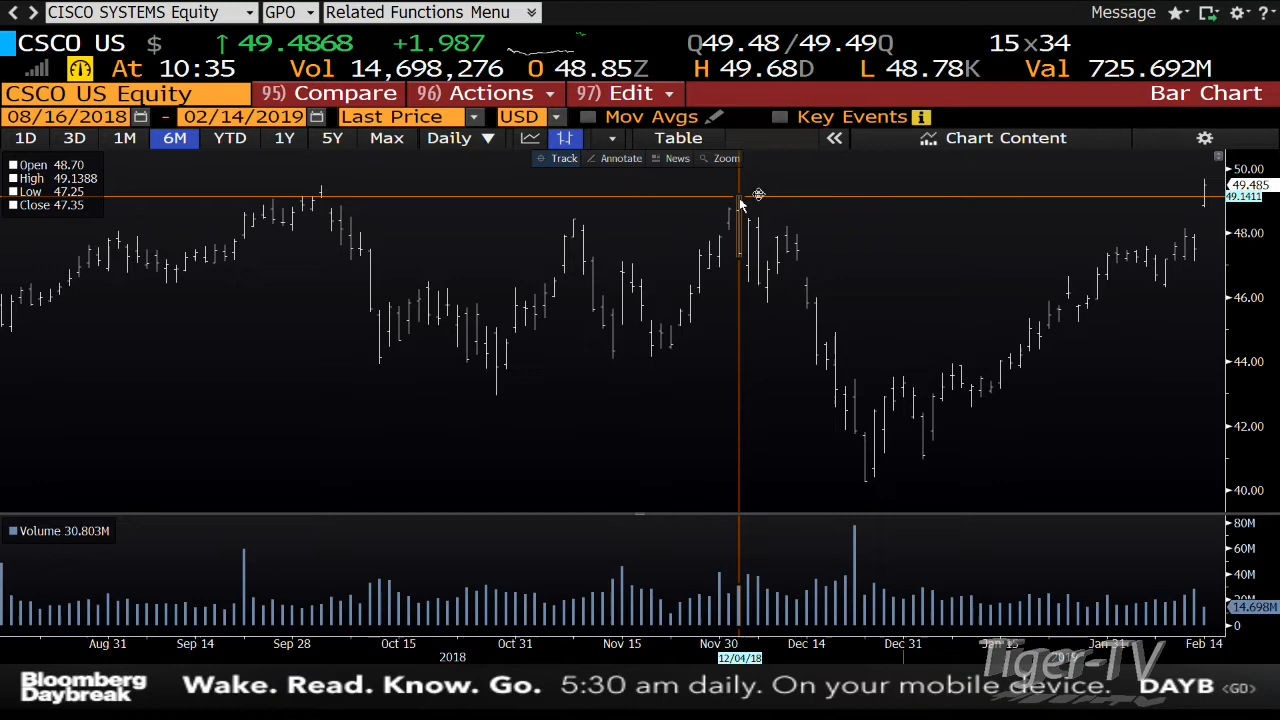 CISCO SYSTEMS Equity GPO Related Functions Menu Message ?
CSCO US $ ↑ 49.4868 +1.987 Q49.48/49.49Q 15x34
At 10:35 Vol 14,698,276 O 48.85Z H 49.68D L 48.78K Val 725.692M
CSCO US Equity 95) Compare 96) Actions 97) Edit Bar Chart
08/16/2018 - 02/14/2019 Last Price USD Mov Avgs Key Events i
1D 3D 1M 6M YTD 1Y 5Y Max Daily ▼ Table « Chart Content
Track Annotate News Zoom
Open 48.70
High 49.1388
Low 47.25
Close 47.35
50.00
49.485
49.1411
48.00
46.00
44.00
42.00
40.00
Volume 30.803M
80M
60M
40M
20M
14.698M
0
Aug 31 Sep 14 Sep 28 Oct 15 Oct 31 Nov 15 Nov 30 Dec 14 Dec 31 Jan 15 Jan 31 Feb 14
2018 12/04/18 2019
Tiger-TV
Bloomberg
Daybreak
Wake. Read. Know. Go. 5:30 am daily. On your mobile device. DAYB <GO>